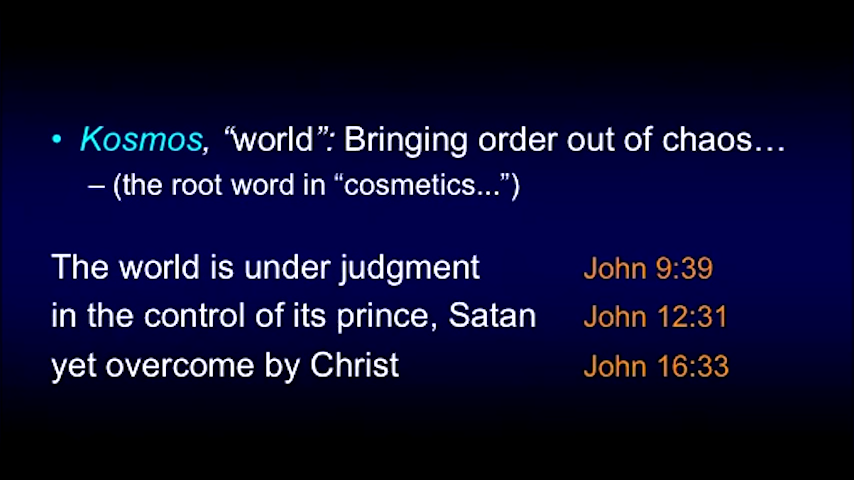 • Kosmos, “world”: Bringing order out of chaos…
– (the root word in “cosmetics...”)
The world is under judgment John 9:39
in the control of its prince, Satan John 12:31
yet overcome by Christ John 16:33